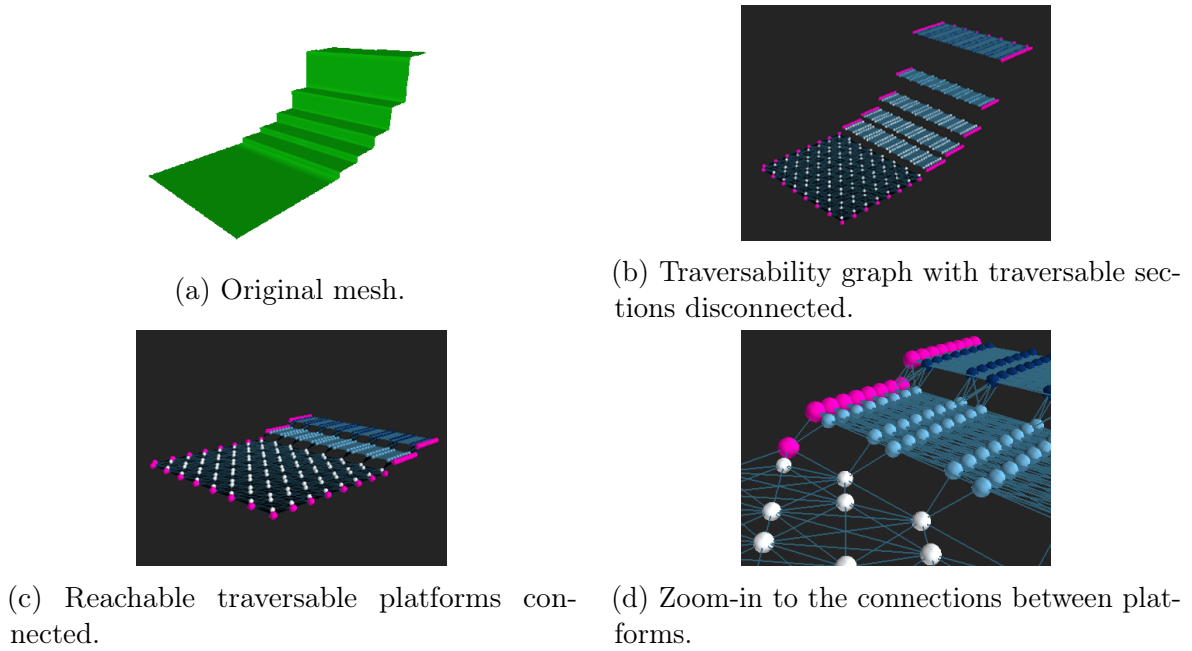 (a) Original mesh.
(b) Traversability graph with traversable sec-
tions disconnected.
(c) Reachable traversable platforms con-
nected.
(d) Zoom-in to the connections between plat-
forms.